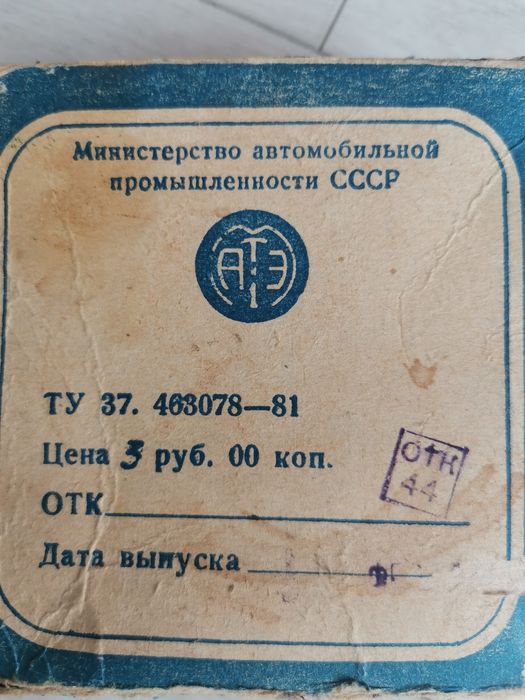 Министерство автомобильной
промышленности СССР
АТЭ
1
ТУ 37. 463078—81
Цена 3 руб. 00 коп.
ОТК
ОТК
44
Дата выпуска